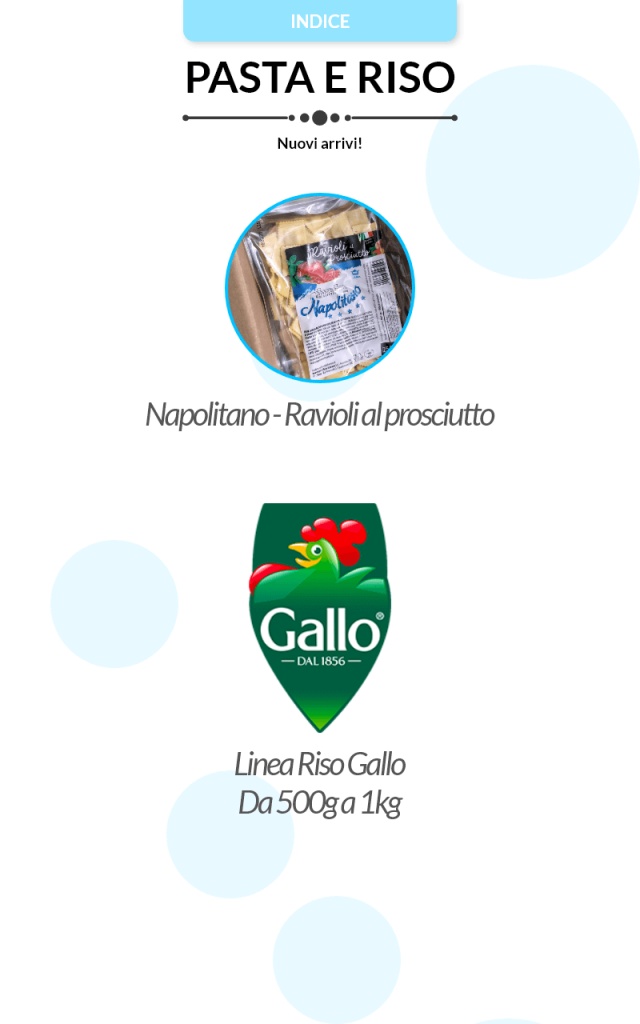 INDICE
PASTA E RISO
Nuovi arrivi!
Ravioli al
Prosciutto
Napolitano
Napolitano - Ravioli al prosciutto
Gallo®
DAL 1856
Linea Riso Gallo
Da 500g a 1kg